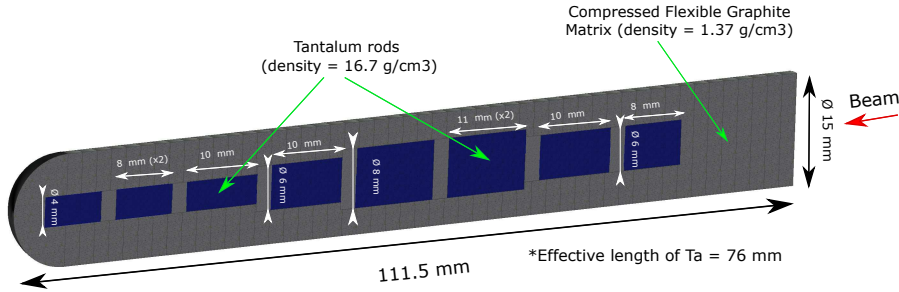 Compressed Flexible Graphite
Matrix (density = 1.37 g/cm3)
Tantalum rods
(density = 16.7 g/cm3)
Beam
Ø 15 mm
8 mm
10 mm
11 mm (x2)
10 mm
10 mm
8 mm (x2)
Ø 4 mm
Ø 6 mm
Ø 8 mm
Ø 6 mm
111.5 mm
*Effective length of Ta = 76 mm